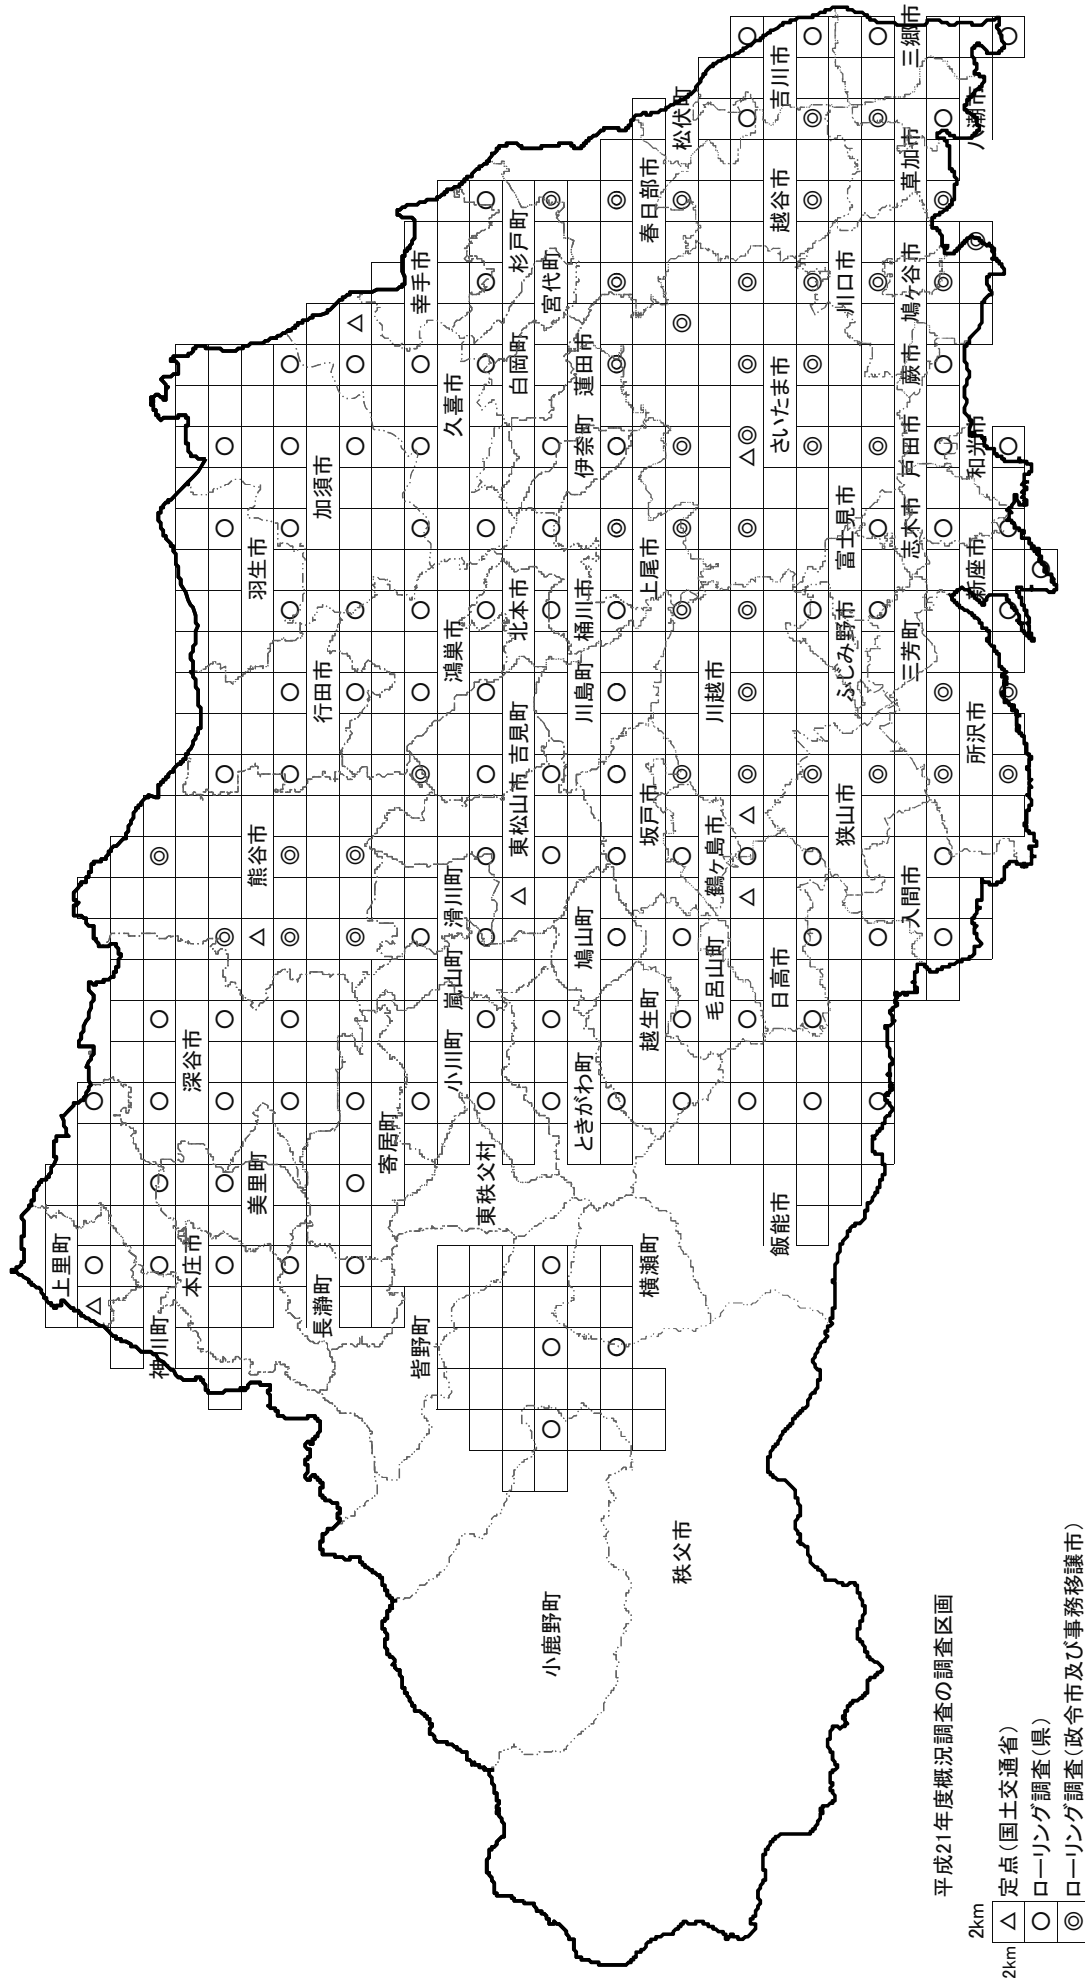 上里町
神川町
本庄市
美里町
深谷市
熊谷市
行田市
羽生市
加須市
長瀞町
寄居町
皆野町
小川町
嵐山町
滑川町
鴻巣市
久喜市
幸手市
東秩父村
東松山市
吉見町
北本市
白岡町
杉戸町
宮代町
小鹿野町
ときがわ町
鳩山町
川島町
桶川市
伊奈町
蓮田市
横瀬町
越生町
坂戸市
上尾市
春日部市
松伏町
秩父市
毛呂山町
鶴ヶ島市
川越市
飯能市
日高市
さいたま市
越谷市
吉川市
狭山市
ふじみ野市
富士見市
川口市
入間市
三芳町
志木市
戸田市
蕨市
鳩ヶ谷市
草加市
三郷市
所沢市
新座市
和光市
八潮市
平成21年度概況調査の調査区画
2km
2km
△ 定点（国土交通省）
○ ローリング調査（県）
◎ ローリング調査（政令市及び事務移譲市）